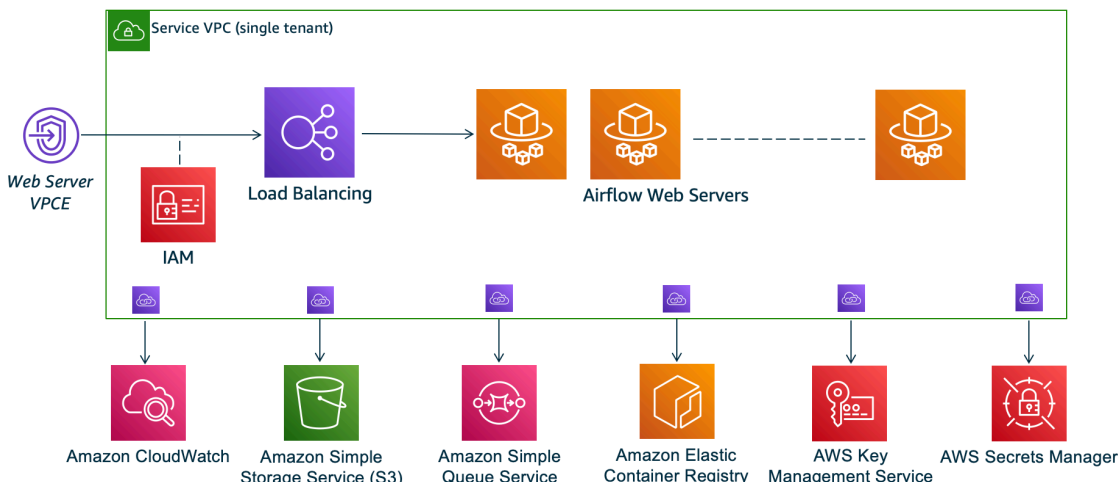 Service VPC (single tenant)
Web Server
VPCE
IAM
Load Balancing
Airflow Web Servers
Amazon CloudWatch
Amazon Simple
Storage Service (S3)
Amazon Simple
Queue Service
Amazon Elastic
Container Registry
AWS Key
Management Service
AWS Secrets Manager